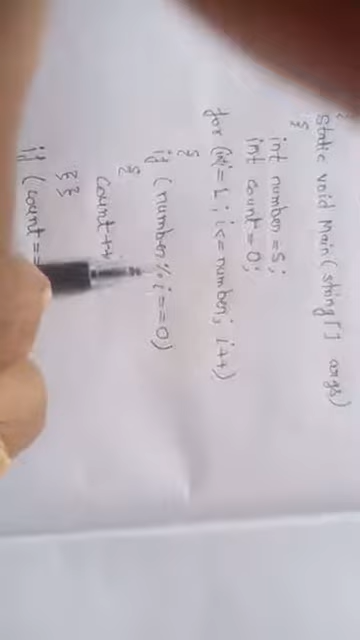 static void Main(string[] args)
{
int number=5;
int count=0;
for (int i=1; i<=number; i++)
{
if (number%i==0)
{
count++
}}
if (count==